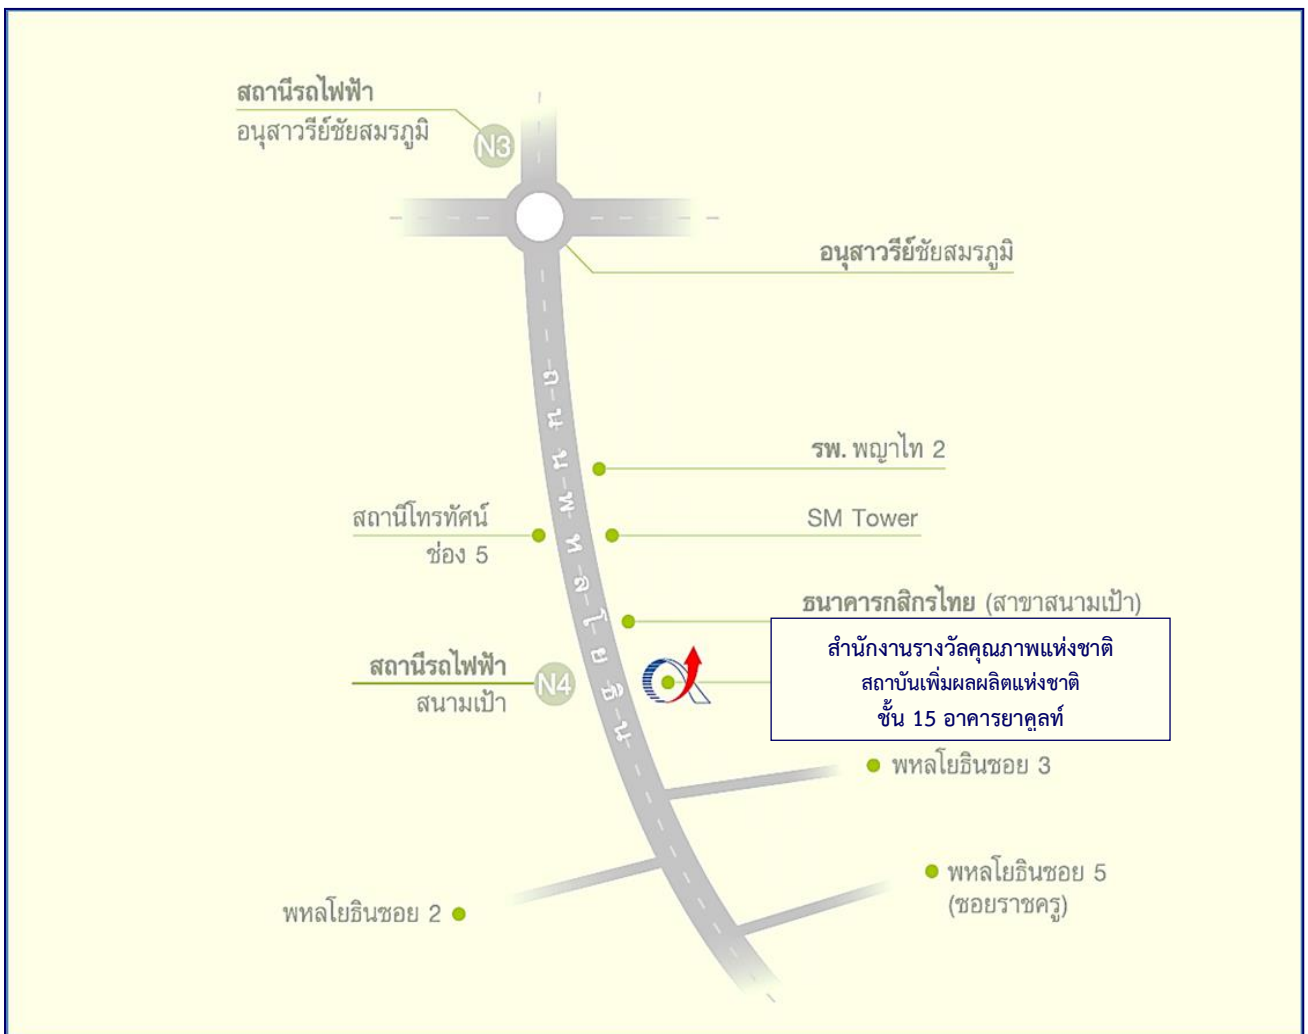 สถานีรถไฟฟ้า
อนุสาวรีย์ชัยสมรภูมิ
N3
อนุสาวรีย์ชัยสมรภูมิ
ถนนพหลโยธิน
รพ. พญาไท 2
สถานีโทรทัศน์
ช่อง 5
SM Tower
ธนาคารกสิกรไทย (สาขาสนามเป้า)
สำนักงานรางวัลคุณภาพแห่งชาติ
สถาบันเพิ่มผลผลิตแห่งชาติ
ชั้น 15 อาคารยาคูลท์
สถานีรถไฟฟ้า
สนามเป้า
N4
พหลโยธินซอย 3
พหลโยธินซอย 5
(ซอยราชครู)
พหลโยธินซอย 2